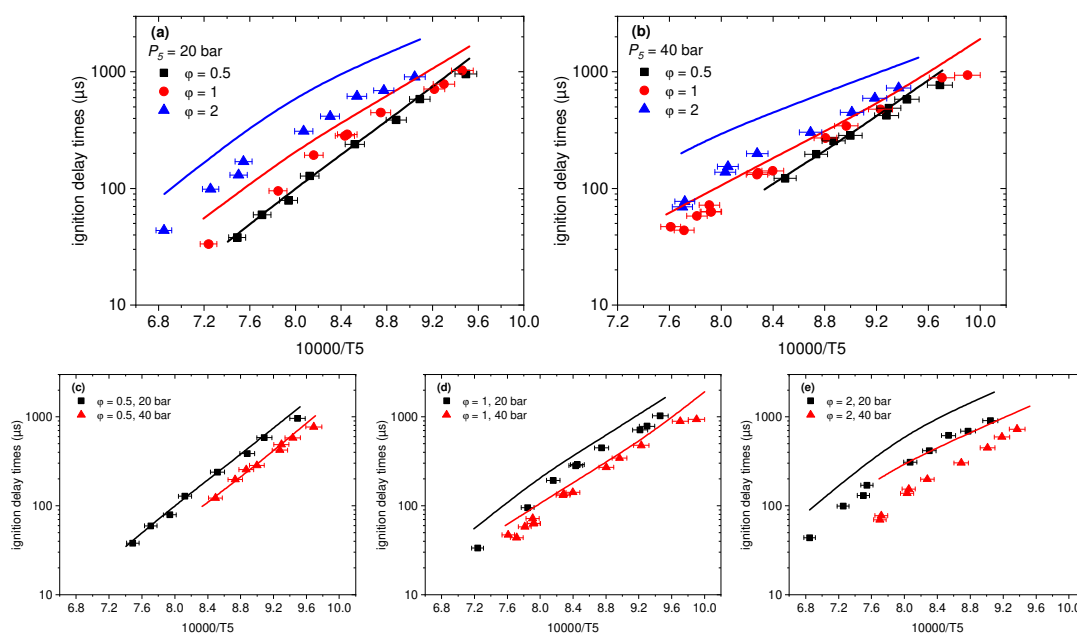 (a)
P5 = 20 bar
φ = 0.5
φ = 1
φ = 2
1000
100
10
ignition delay times (µs)
6.8 7.2 7.6 8.0 8.4 8.8 9.2 9.6 10.0
10000/T5
(b)
P5 = 40 bar
φ = 0.5
φ = 1
φ = 2
1000
100
10
ignition delay times (µs)
7.2 7.6 8.0 8.4 8.8 9.2 9.6 10.0
10000/T5
(c)
φ = 0.5, 20 bar
φ = 0.5, 40 bar
1000
100
10
ignition delay times (µs)
6.8 7.2 7.6 8.0 8.4 8.8 9.2 9.6 10.0
10000/T5
(d)
φ = 1, 20 bar
φ = 1, 40 bar
1000
100
10
ignition delay times (µs)
6.8 7.2 7.6 8.0 8.4 8.8 9.2 9.6 10.0
10000/T5
(e)
φ = 2, 20 bar
φ = 2, 40 bar
1000
100
10
ignition delay times (µs)
6.8 7.2 7.6 8.0 8.4 8.8 9.2 9.6 10.0
10000/T5